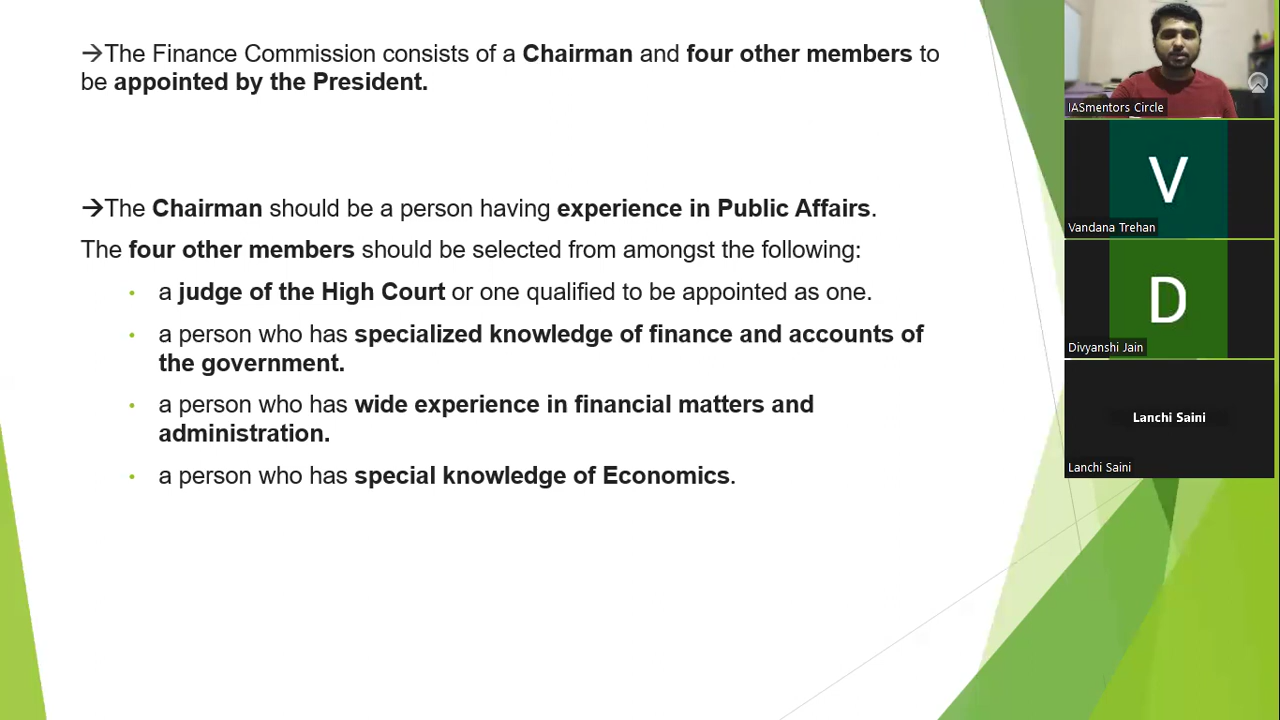 →The Finance Commission consists of a Chairman and four other members to
be appointed by the President.
→The Chairman should be a person having experience in Public Affairs.
The four other members should be selected from amongst the following:
• a judge of the High Court or one qualified to be appointed as one.
• a person who has specialized knowledge of finance and accounts of
the government.
• a person who has wide experience in financial matters and
administration.
• a person who has special knowledge of Economics.
IASmentors Circle
V
Vandana Trehan
D
Divyanshi Jain
Lanchi Saini
Lanchi Saini